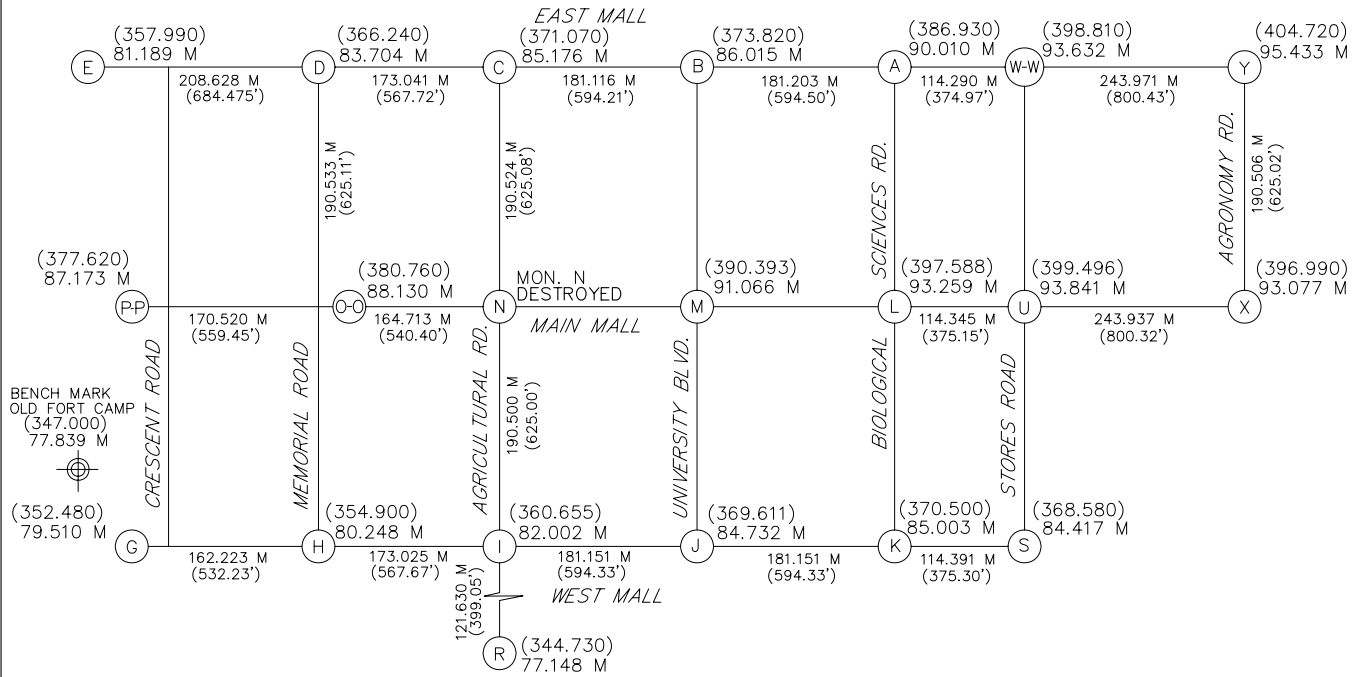 EAST MALL
(357.990)
81.189 M
(366.240)
83.704 M
(371.070)
85.176 M
(373.820)
86.015 M
(386.930)
90.010 M
(398.810)
93.632 M
(404.720)
95.433 M
E
D
C
B
A
W-W
Y
208.628 M
(684.475')
173.041 M
(567.72')
181.116 M
(594.21')
181.203 M
(594.50')
114.290 M
(374.97')
243.971 M
(800.43')
190.533 M
(625.11')
190.524 M
(625.08')
SCIENCES RD.
AGRONOMY RD.
190.506 M
(625.02')
(377.620)
87.173 M
(380.760)
88.130 M
MON. N
DESTROYED
(390.393)
91.066 M
(397.588)
93.259 M
(399.496)
93.841 M
(396.990)
93.077 M
P-P
O-O
N
M
L
U
X
170.520 M
(559.45')
164.713 M
(540.40')
MAIN MALL
114.345 M
(375.15')
243.937 M
(800.32')
BENCH MARK
OLD FORT CAMP
(347.000)
77.839 M
CRESCENT ROAD
MEMORIAL ROAD
AGRICULTURAL RD.
190.500 M
(625.00')
UNIVERSITY BLVD.
BIOLOGICAL
STORES ROAD
(352.480)
79.510 M
(354.900)
80.248 M
(360.655)
82.002 M
(369.611)
84.732 M
(370.500)
85.003 M
(368.580)
84.417 M
G
H
I
J
K
S
162.223 M
(532.23')
173.025 M
(567.67')
181.151 M
(594.33')
181.151 M
(594.33')
114.391 M
(375.30')
121.630 M
(399.05')
WEST MALL
R
(344.730)
77.148 M